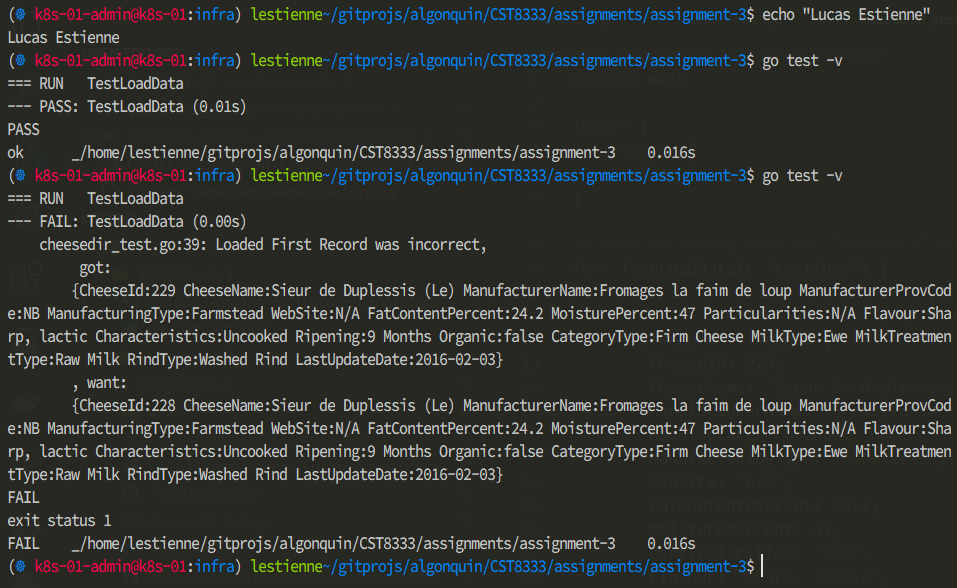 (☸ k8s-01-admin@k8s-01:infra) lestienne~/gitprojs/algonquin/CST8333/assignments/assignment-3$ echo "Lucas Estienne"
Lucas Estienne
(☸ k8s-01-admin@k8s-01:infra) lestienne~/gitprojs/algonquin/CST8333/assignments/assignment-3$ go test -v
=== RUN   TestLoadData
--- PASS: TestLoadData (0.01s)
PASS
ok      _/home/lestienne/gitprojs/algonquin/CST8333/assignments/assignment-3    0.016s
(☸ k8s-01-admin@k8s-01:infra) lestienne~/gitprojs/algonquin/CST8333/assignments/assignment-3$ go test -v
=== RUN   TestLoadData
--- FAIL: TestLoadData (0.00s)
    cheesedir_test.go:39: Loaded First Record was incorrect,
         got:
        {CheeseId:229 CheeseName:Sieur de Duplessis (Le) ManufacturerName:Fromages la faim de loup ManufacturerProvCod
e:NB ManufacturingType:Farmstead WebSite:N/A FatContentPercent:24.2 MoisturePercent:47 Particularities:N/A Flavour:Sha
rp, lactic Characteristics:Uncooked Ripening:9 Months Organic:false CategoryType:Firm Cheese MilkType:Ewe MilkTreatmen
tType:Raw Milk RindType:Washed Rind LastUpdateDate:2016-02-03}
        , want:
        {CheeseId:228 CheeseName:Sieur de Duplessis (Le) ManufacturerName:Fromages la faim de loup ManufacturerProvCod
e:NB ManufacturingType:Farmstead WebSite:N/A FatContentPercent:24.2 MoisturePercent:47 Particularities:N/A Flavour:Sha
rp, lactic Characteristics:Uncooked Ripening:9 Months Organic:false CategoryType:Firm Cheese MilkType:Ewe MilkTreatmen
tType:Raw Milk RindType:Washed Rind LastUpdateDate:2016-02-03}
FAIL
exit status 1
FAIL    _/home/lestienne/gitprojs/algonquin/CST8333/assignments/assignment-3    0.016s
(☸ k8s-01-admin@k8s-01:infra) lestienne~/gitprojs/algonquin/CST8333/assignments/assignment-3$